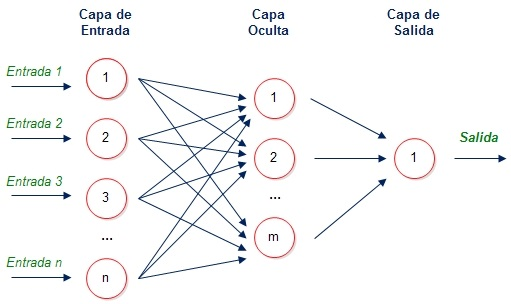 Capa de
Entrada
Capa
Oculta
Capa de
Salida
Entrada 1
1
Entrada 2
2
Entrada 3
3
...
Entrada n
n
1
2
...
m
1
Salida